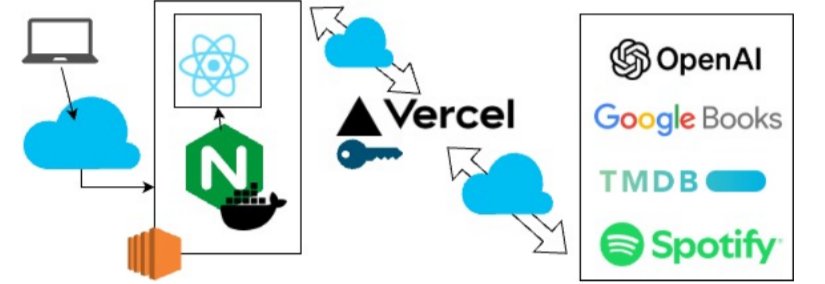 N
Vercel
OpenAI
Google Books
TMDB
Spotify